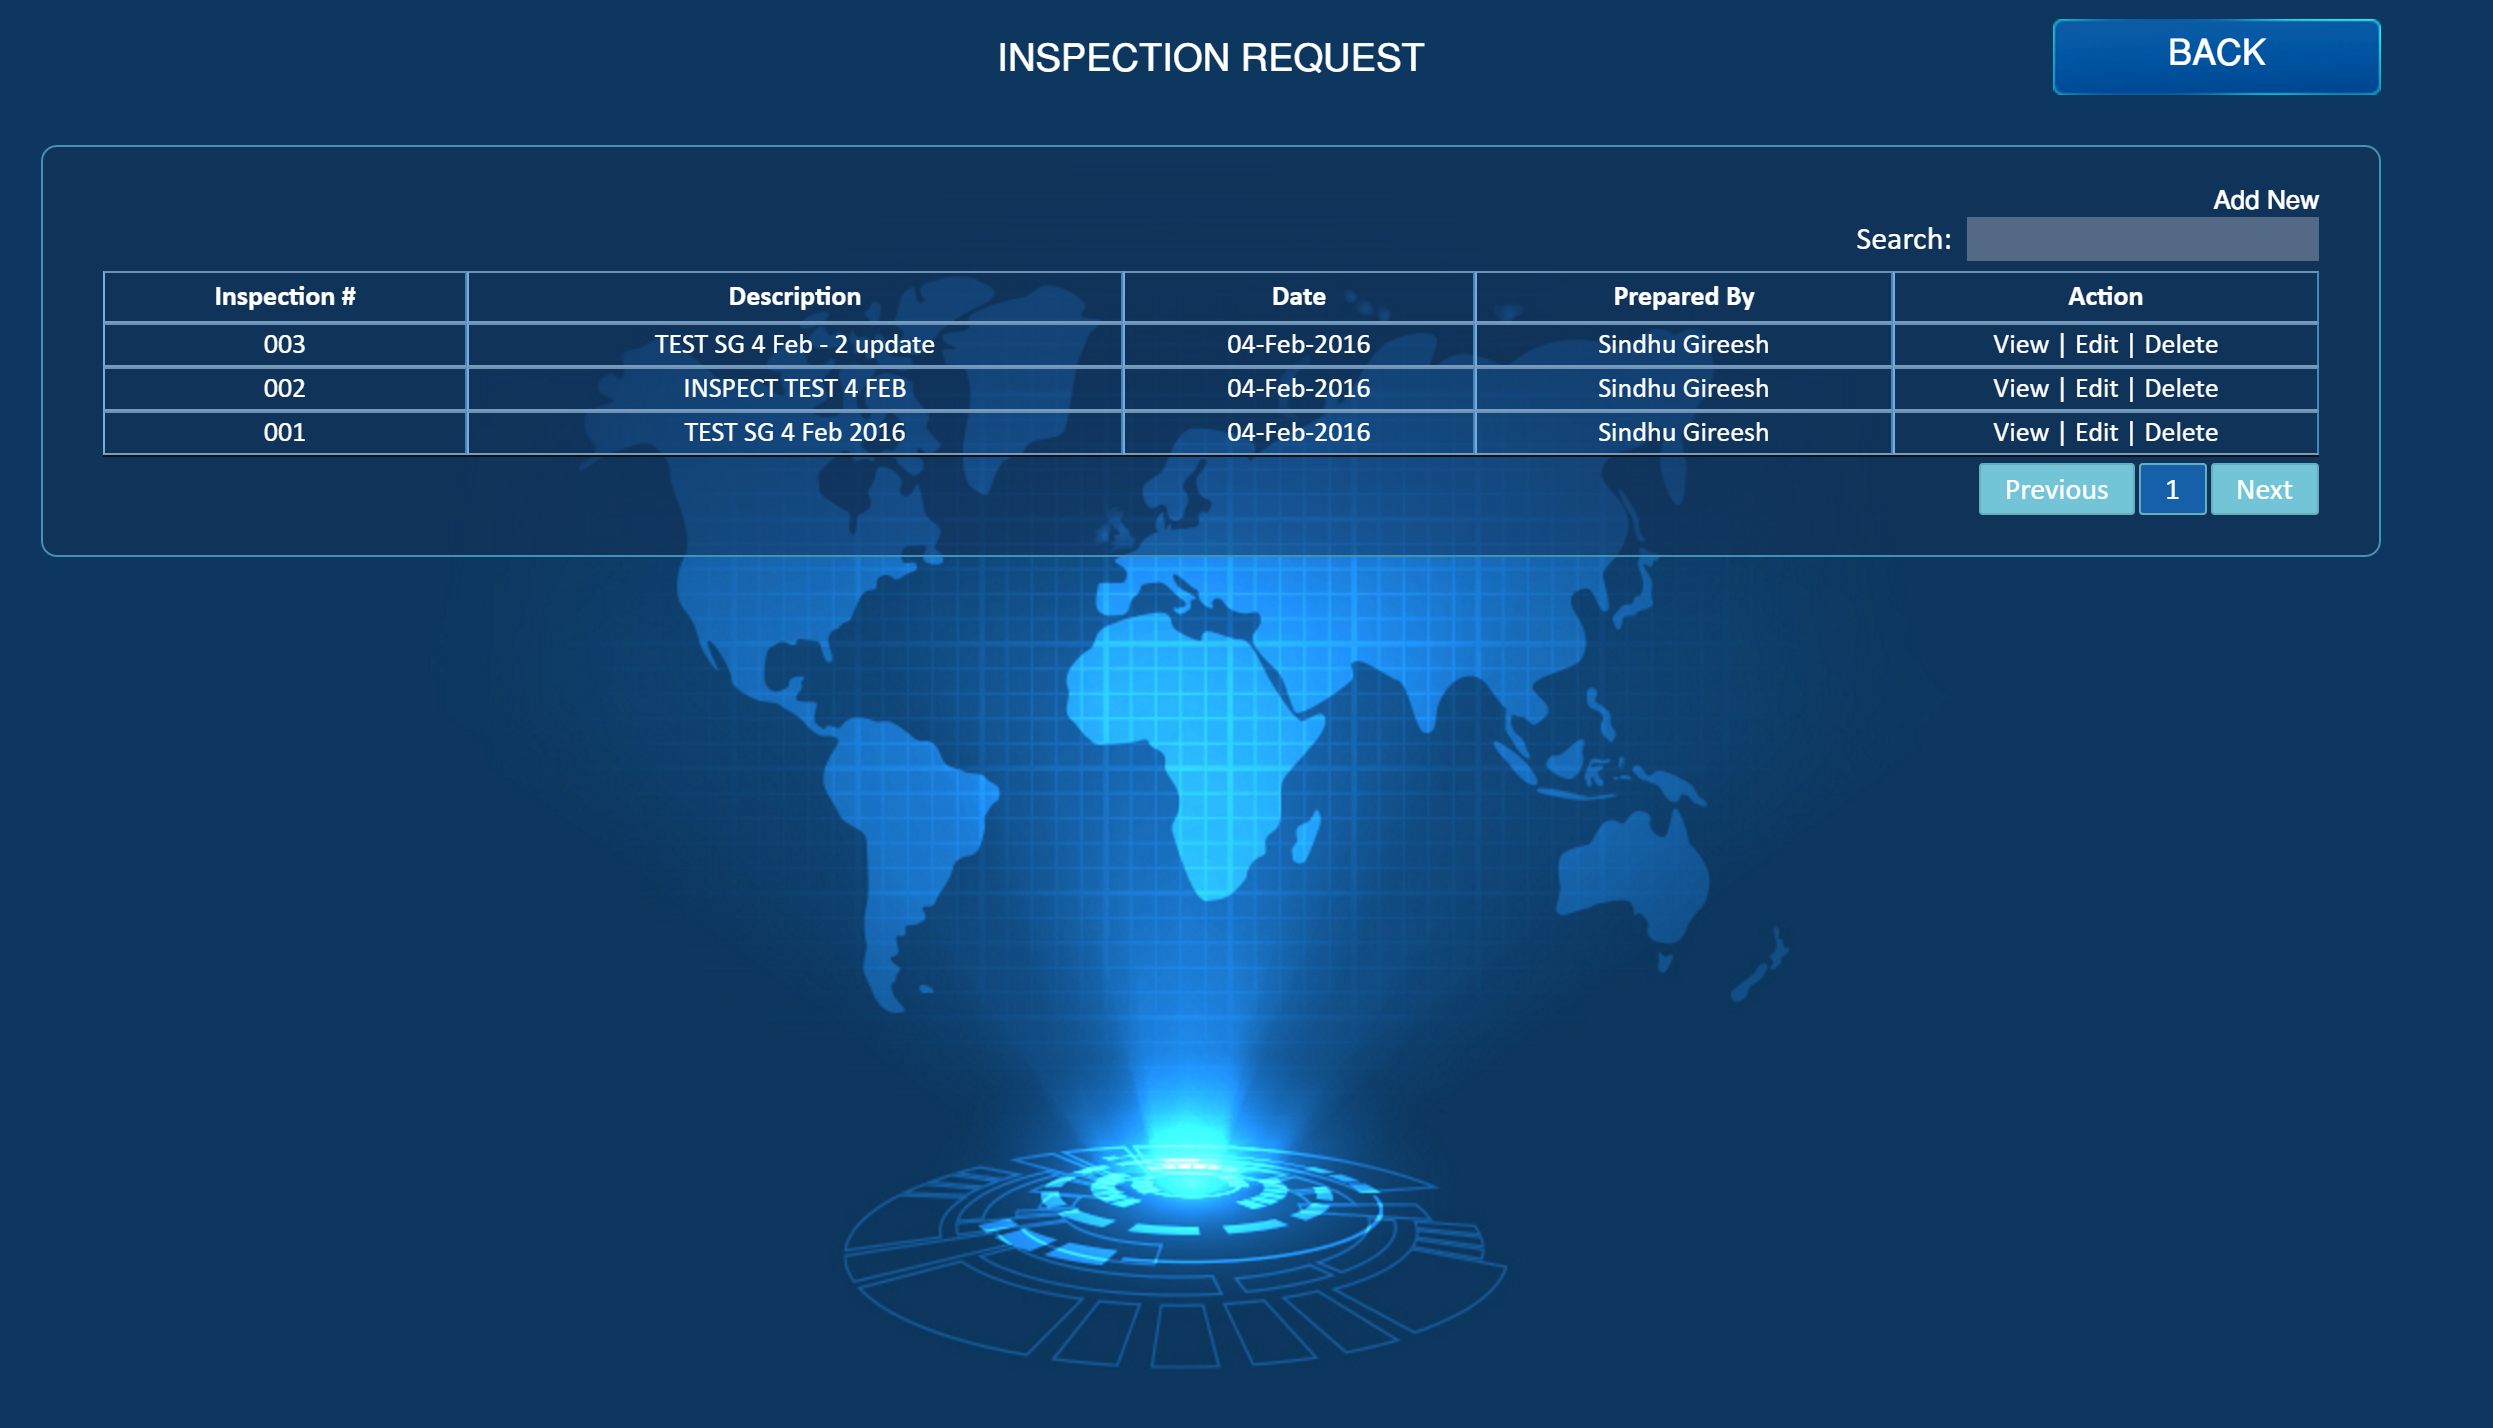 INSPECTION REQUEST
BACK
Add New
Search:
Inspection # Description Date Prepared By Action
003 TEST SG 4 Feb - 2 update 04-Feb-2016 Sindhu Gireesh View | Edit | Delete
002 INSPECT TEST 4 FEB 04-Feb-2016 Sindhu Gireesh View | Edit | Delete
001 TEST SG 4 Feb 2016 04-Feb-2016 Sindhu Gireesh View | Edit | Delete
Previous 1 Next